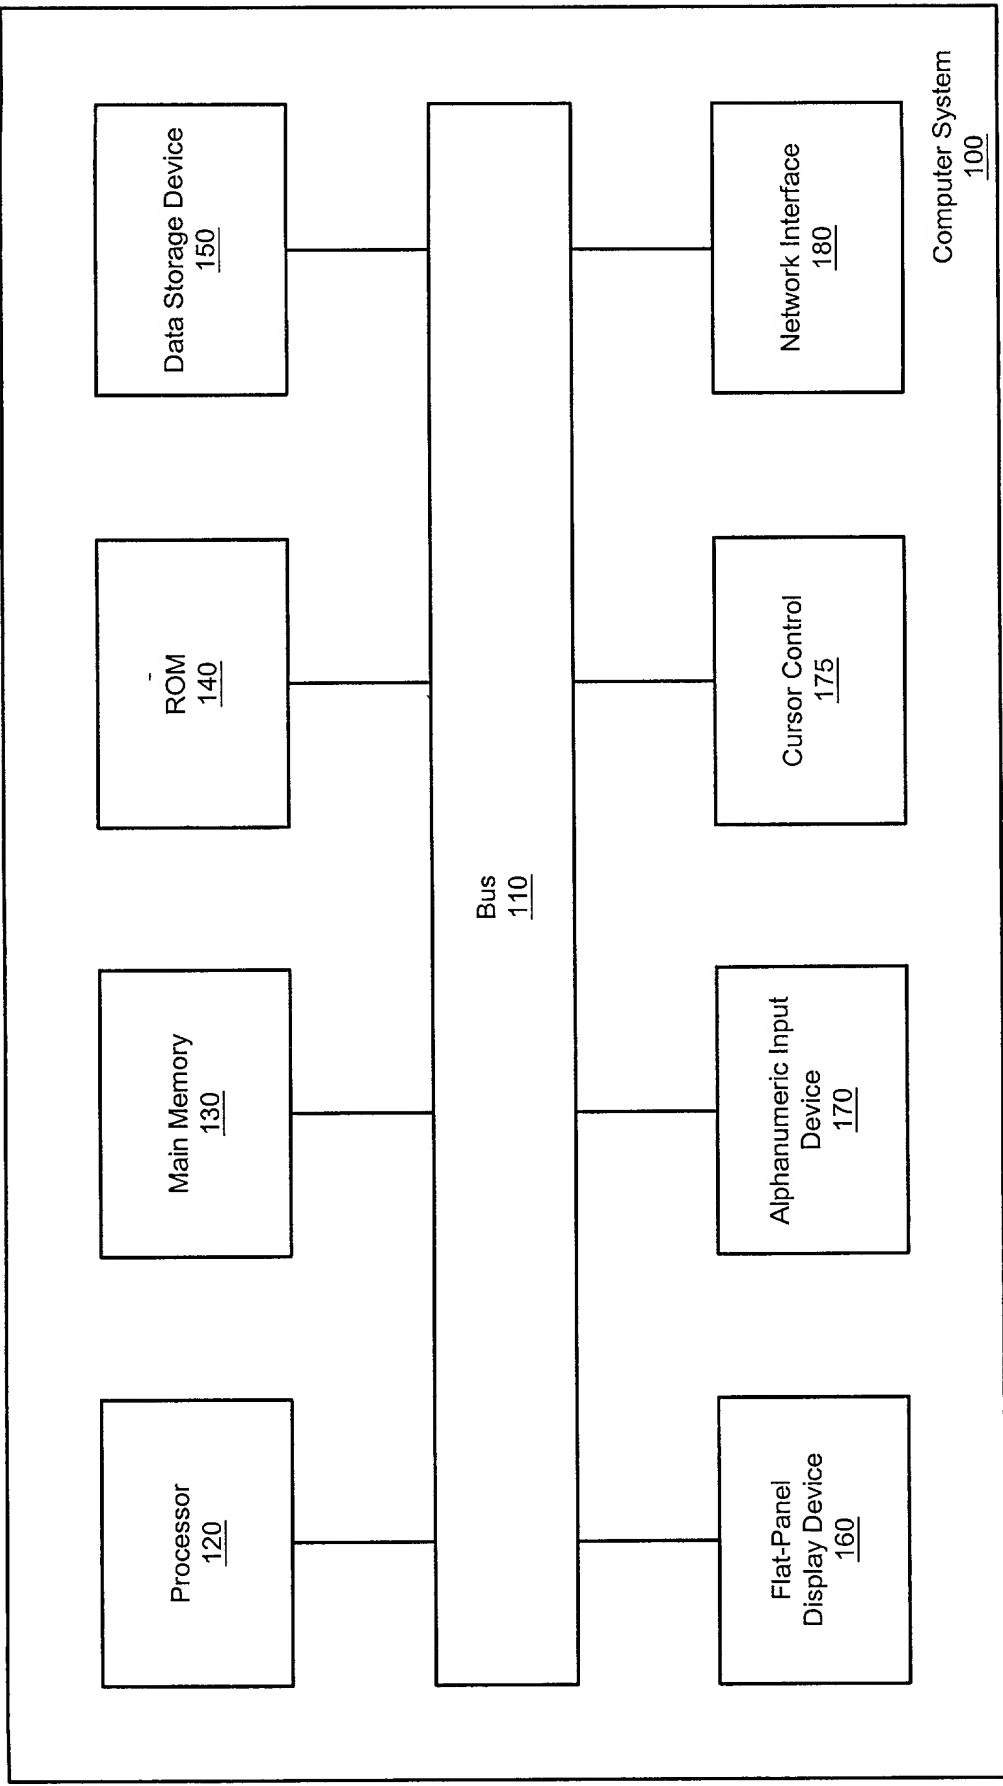 Processor
120
Main Memory
130
ROM
140
Data Storage Device
150
Bus
110
Flat-Panel
Display Device
160
Alphanumeric Input
Device
170
Cursor Control
175
Network Interface
180
Computer System
100